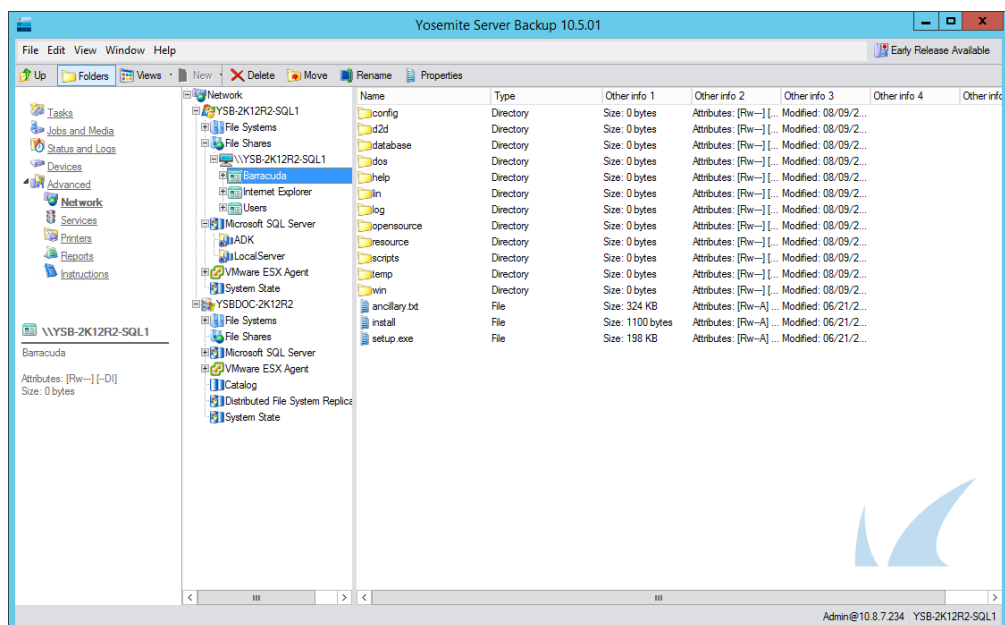 Yosemite Server Backup 10.5.01
File Edit View Window Help
Early Release Available
Up Folders Views New Delete Move Rename Properties
Tasks
Jobs and Media
Status and Logs
Devices
Advanced
Network
Services
Printers
Reports
Instructions
\\YSB-2K12R2-SQL1
Barracuda
Attributes: [Rw---] [--DI]
Size: 0 bytes
Network
YSB-2K12R2-SQL1
File Systems
File Shares
\\YSB-2K12R2-SQL1
Barracuda
Internet Explorer
Users
Microsoft SQL Server
ADK
LocalServer
VMware ESX Agent
System State
YSBDOC-2K12R2
File Systems
File Shares
Microsoft SQL Server
VMware ESX Agent
Catalog
Distributed File System Replica
System State
Name Type Other info 1 Other info 2 Other info 3 Other info 4 Other info
config Directory Size: 0 bytes Attributes: [Rw---] [... Modified: 08/09/2...
d2d Directory Size: 0 bytes Attributes: [Rw---] [... Modified: 08/09/2...
database Directory Size: 0 bytes Attributes: [Rw---] [... Modified: 08/09/2...
dos Directory Size: 0 bytes Attributes: [Rw---] [... Modified: 08/09/2...
help Directory Size: 0 bytes Attributes: [Rw---] [... Modified: 08/09/2...
lin Directory Size: 0 bytes Attributes: [Rw---] [... Modified: 08/09/2...
log Directory Size: 0 bytes Attributes: [Rw---] [... Modified: 08/09/2...
opensource Directory Size: 0 bytes Attributes: [Rw---] [... Modified: 08/09/2...
resource Directory Size: 0 bytes Attributes: [Rw---] [... Modified: 08/09/2...
scripts Directory Size: 0 bytes Attributes: [Rw---] [... Modified: 08/09/2...
temp Directory Size: 0 bytes Attributes: [Rw---] [... Modified: 08/09/2...
win Directory Size: 0 bytes Attributes: [Rw---] [... Modified: 08/09/2...
ancillary.txt File Size: 324 KB Attributes: [Rw--A] ... Modified: 06/21/2...
install File Size: 1100 bytes Attributes: [Rw--A] ... Modified: 06/21/2...
setup.exe File Size: 198 KB Attributes: [Rw--A] ... Modified: 06/21/2...
Admin@10.8.7.234 YSB-2K12R2-SQL1